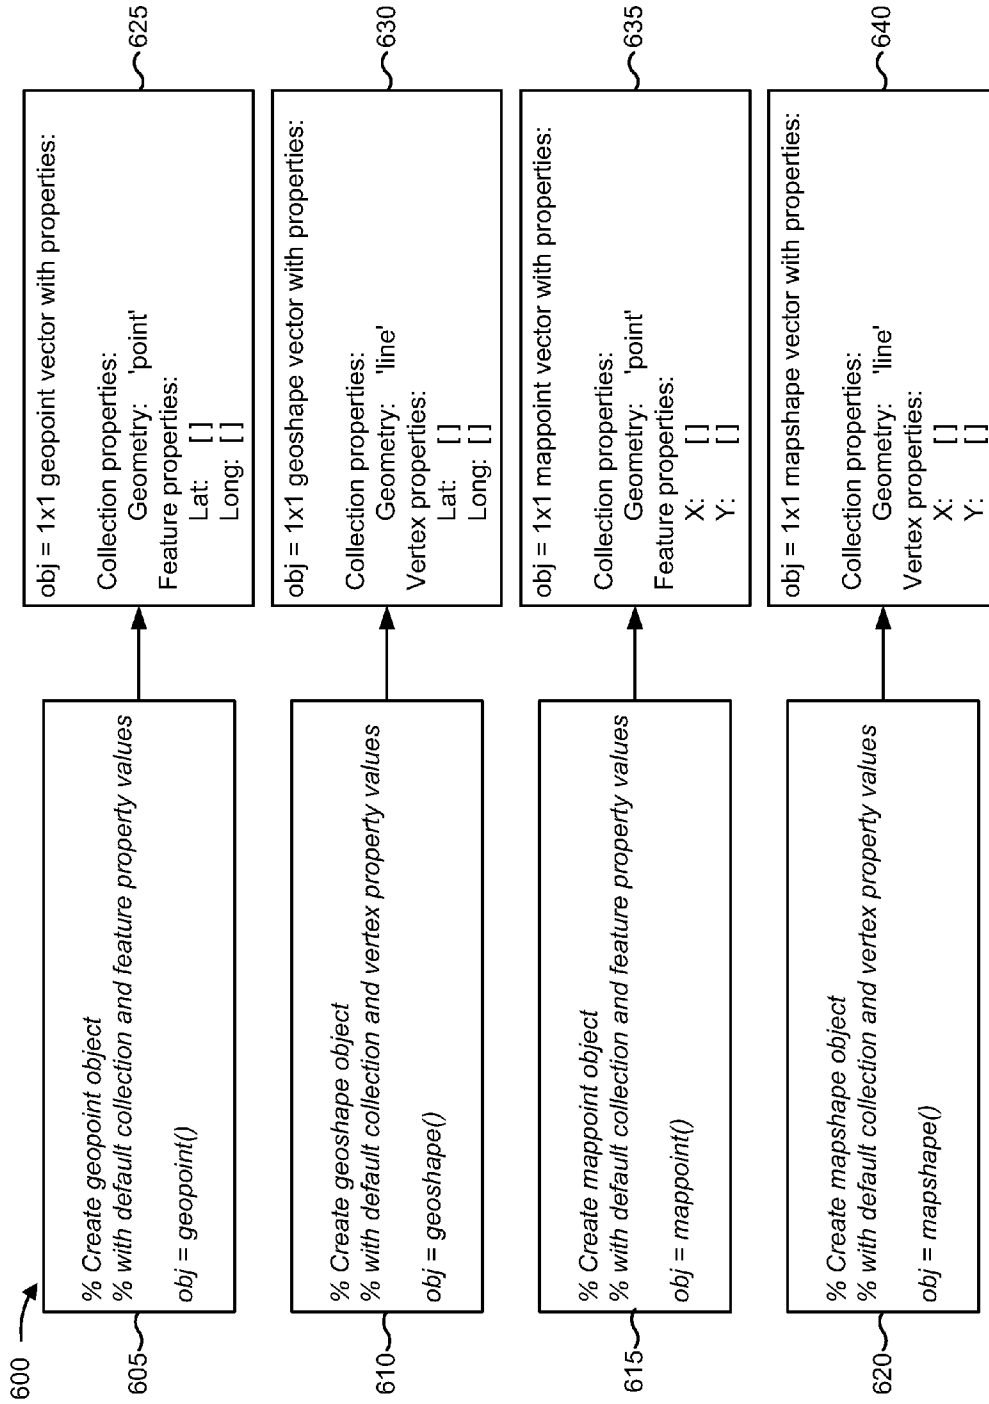 600
605
% Create geopoint object
% with default collection and feature property values
obj = geopoint()
obj = 1x1 geopoint vector with properties:
Collection properties:
Geometry: 'point'
Feature properties:
Lat: [ ]
Long: [ ]
625
610
% Create geoshape object
% with default collection and vertex property values
obj = geoshape()
obj = 1x1 geoshape vector with properties:
Collection properties:
Geometry: 'line'
Vertex properties:
Lat: [ ]
Long: [ ]
630
615
% Create mappoint object
% with default collection and feature property values
obj = mappoint()
obj = 1x1 mappoint vector with properties:
Collection properties:
Geometry: 'point'
Feature properties:
X: [ ]
Y: [ ]
635
620
% Create mapshape object
% with default collection and vertex property values
obj = mapshape()
obj = 1x1 mapshape vector with properties:
Collection properties:
Geometry: 'line'
Vertex properties:
X: [ ]
Y: [ ]
640